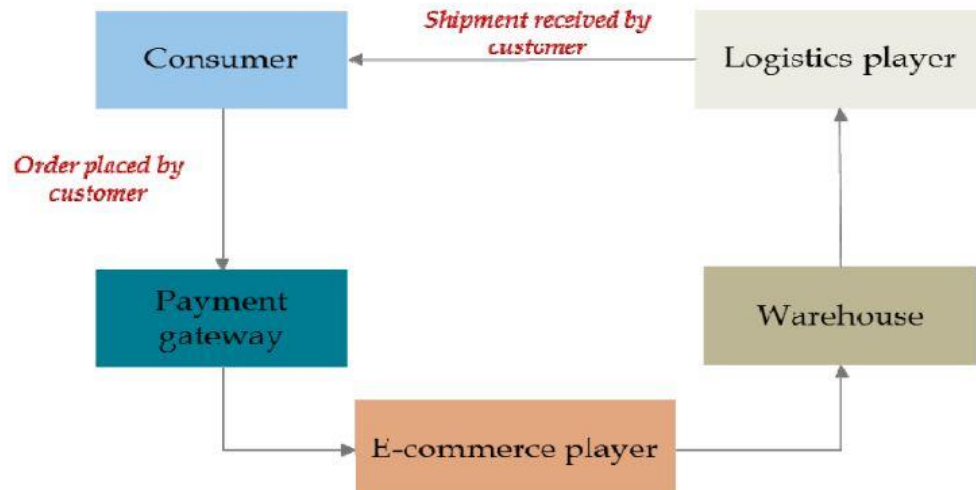 Shipment received by
customer
Consumer
Logistics player
Order placed by
customer
Payment
gateway
Warehouse
E-commerce player